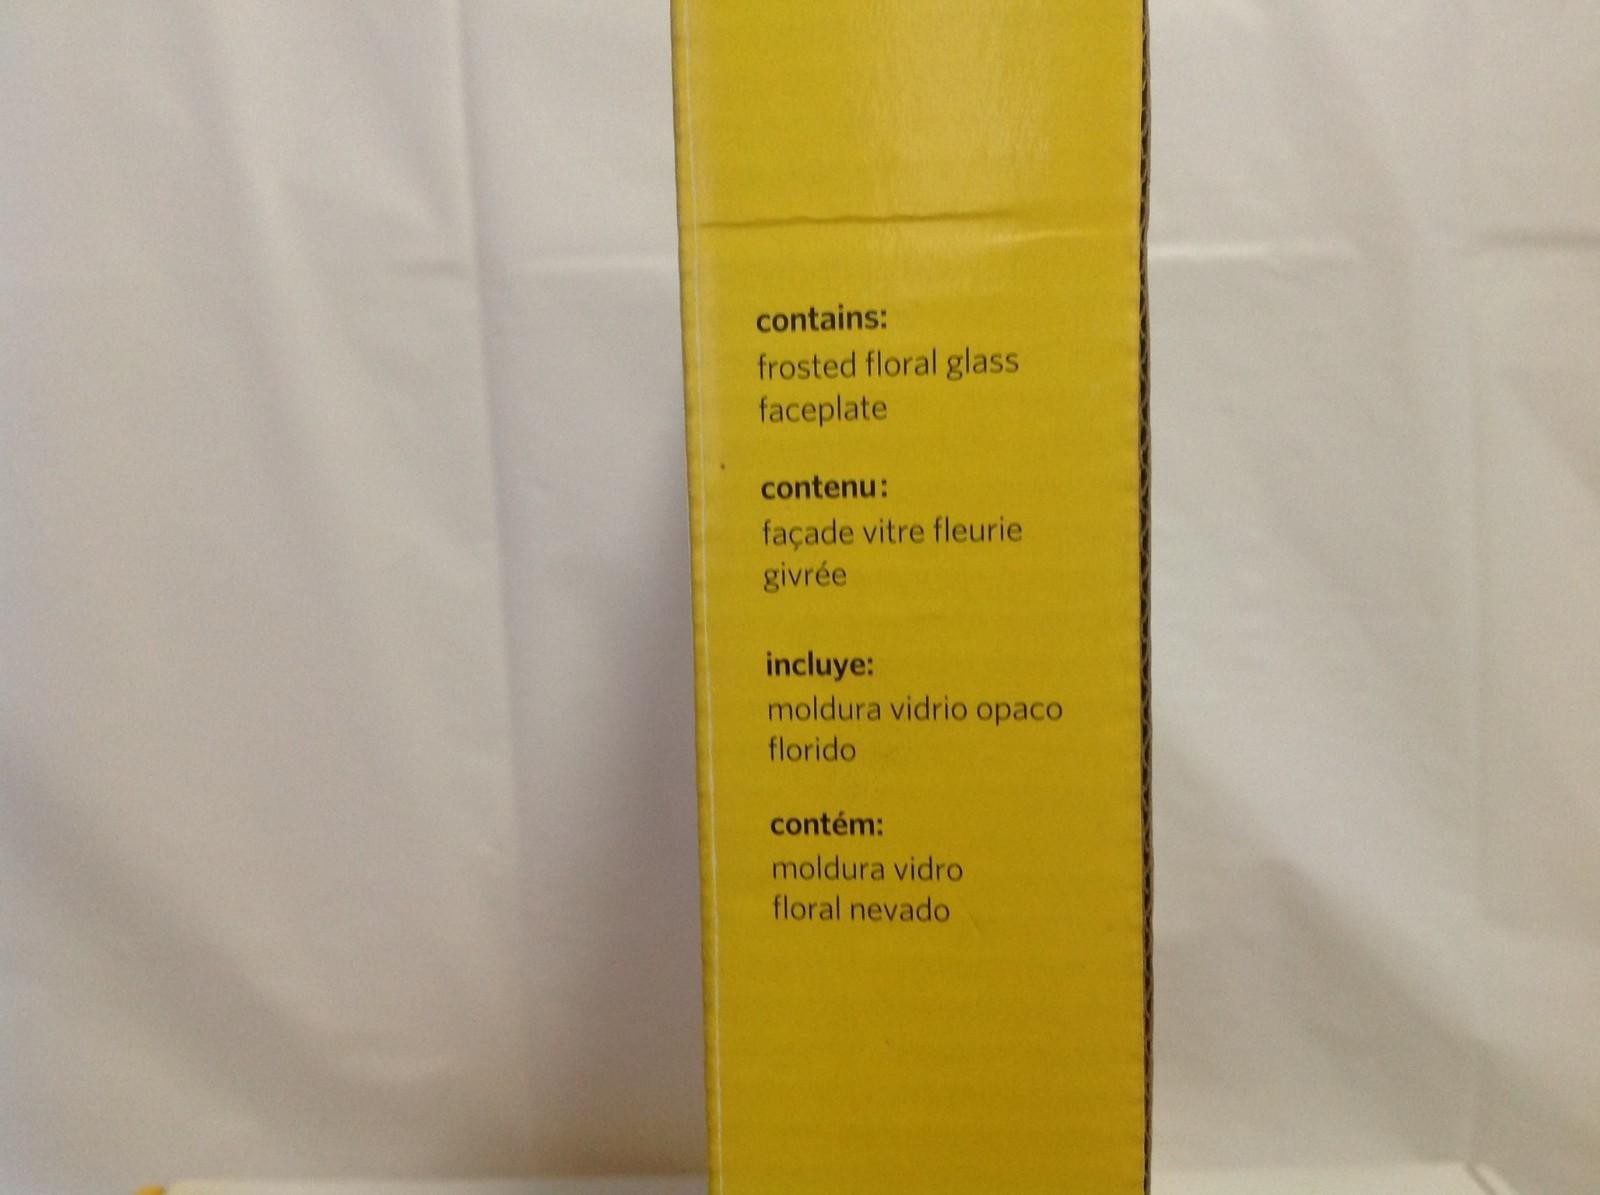 contains:
frosted floral glass
faceplate
contenu:
façade vitre fleurie
givrée
incluye:
moldura vidrio opaco
florido
contém:
moldura vidro
floral nevado